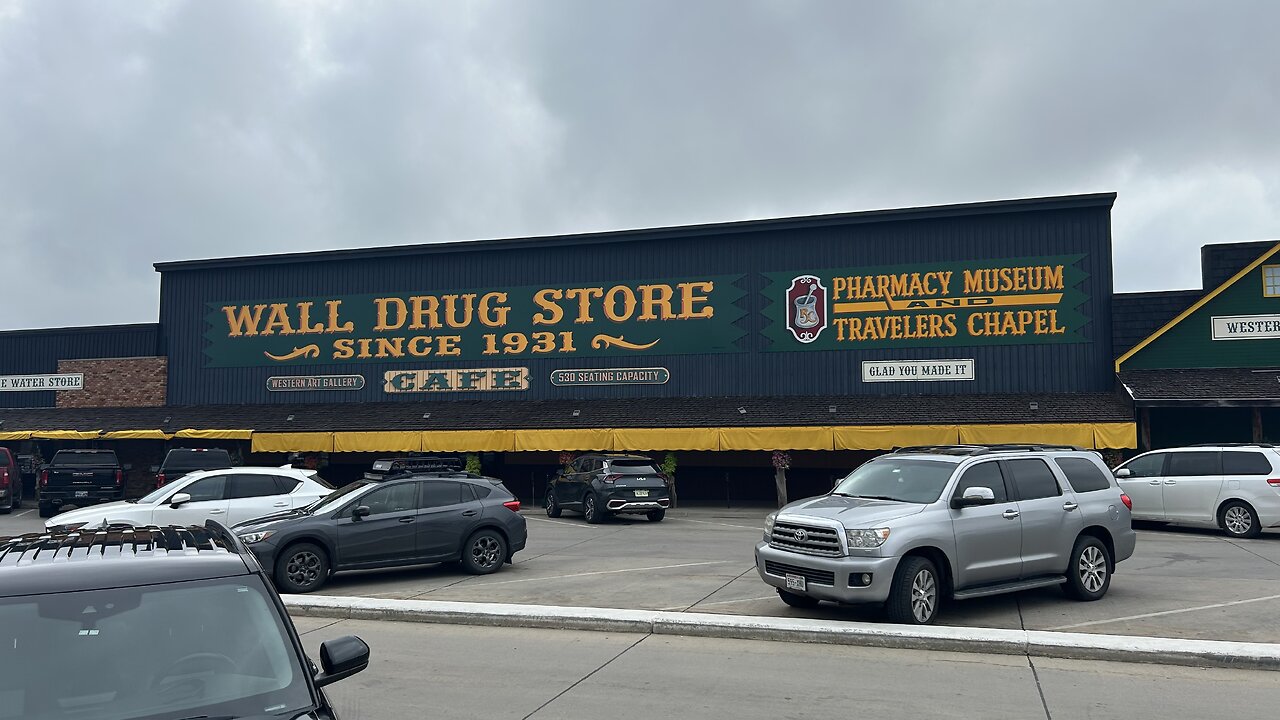 WALL DRUG STORE
SINCE 1931
WESTERN ART GALLERY
CAFE
530 SEATING CAPACITY
PHARMACY MUSEUM
AND
TRAVELERS CHAPEL
GLAD YOU MADE IT
WATER STORE
WESTER